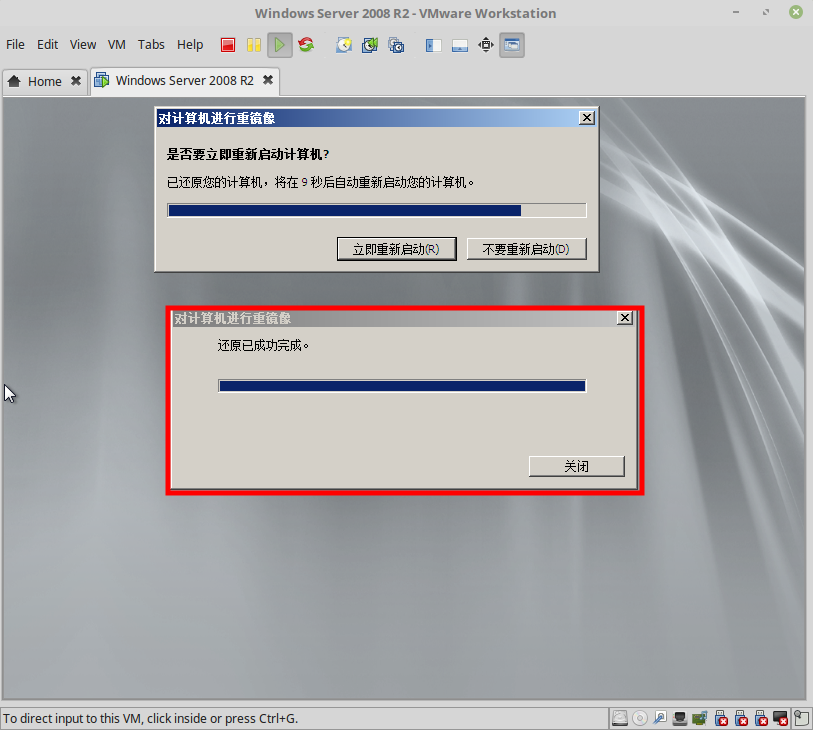 Windows Server 2008 R2 - VMware Workstation
File Edit View VM Tabs Help
Home Windows Server 2008 R2
对计算机进行重镜像
是否要立即重新启动计算机?
已还原您的计算机，将在 9 秒后自动重新启动您的计算机。
立即重新启动(R) 不要重新启动(D)
对计算机进行重镜像
还原已成功完成。
关闭
To direct input to this VM, click inside or press Ctrl+G.